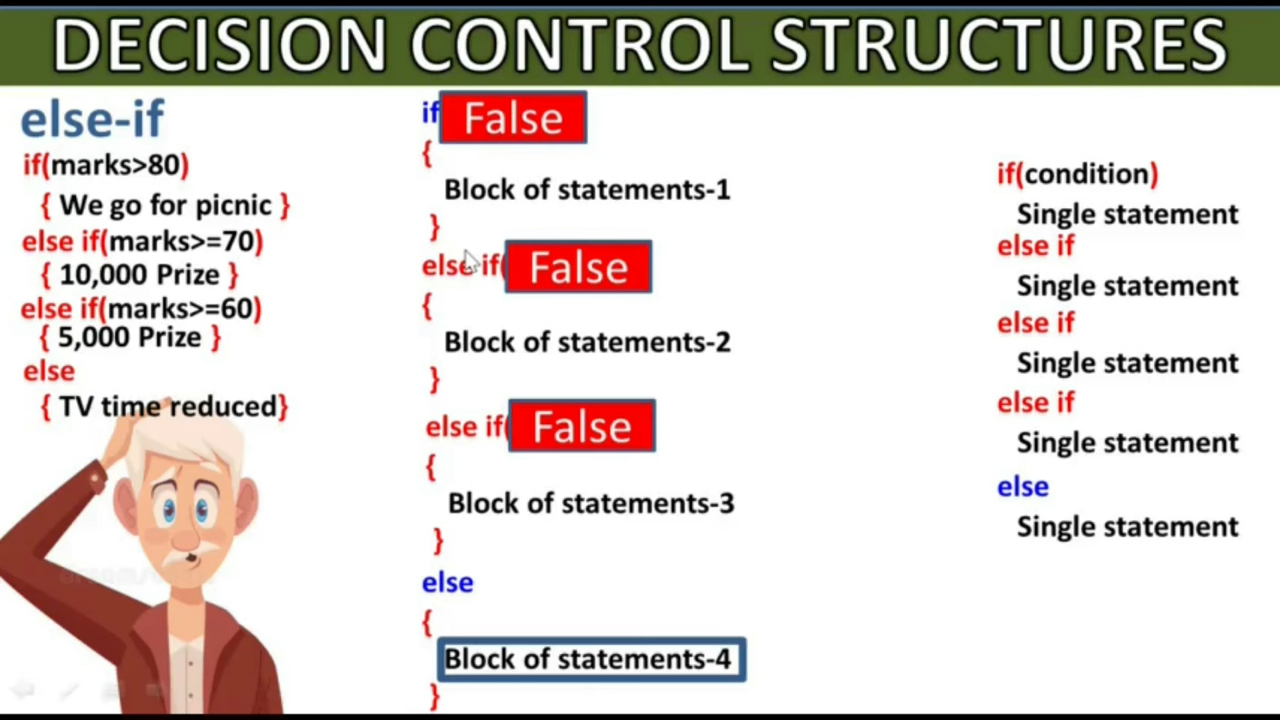 DECISION CONTROL STRUCTURES
else-if
if(marks>80)
{ We go for picnic }
else if(marks>=70)
{ 10,000 Prize }
else if(marks>=60)
{ 5,000 Prize }
else
{ TV time reduced}
if False
{
Block of statements-1
}
else if( False
{
Block of statements-2
}
else if( False
{
Block of statements-3
}
else
{
Block of statements-4
}
if(condition)
Single statement
else if
Single statement
else if
Single statement
else if
Single statement
else
Single statement